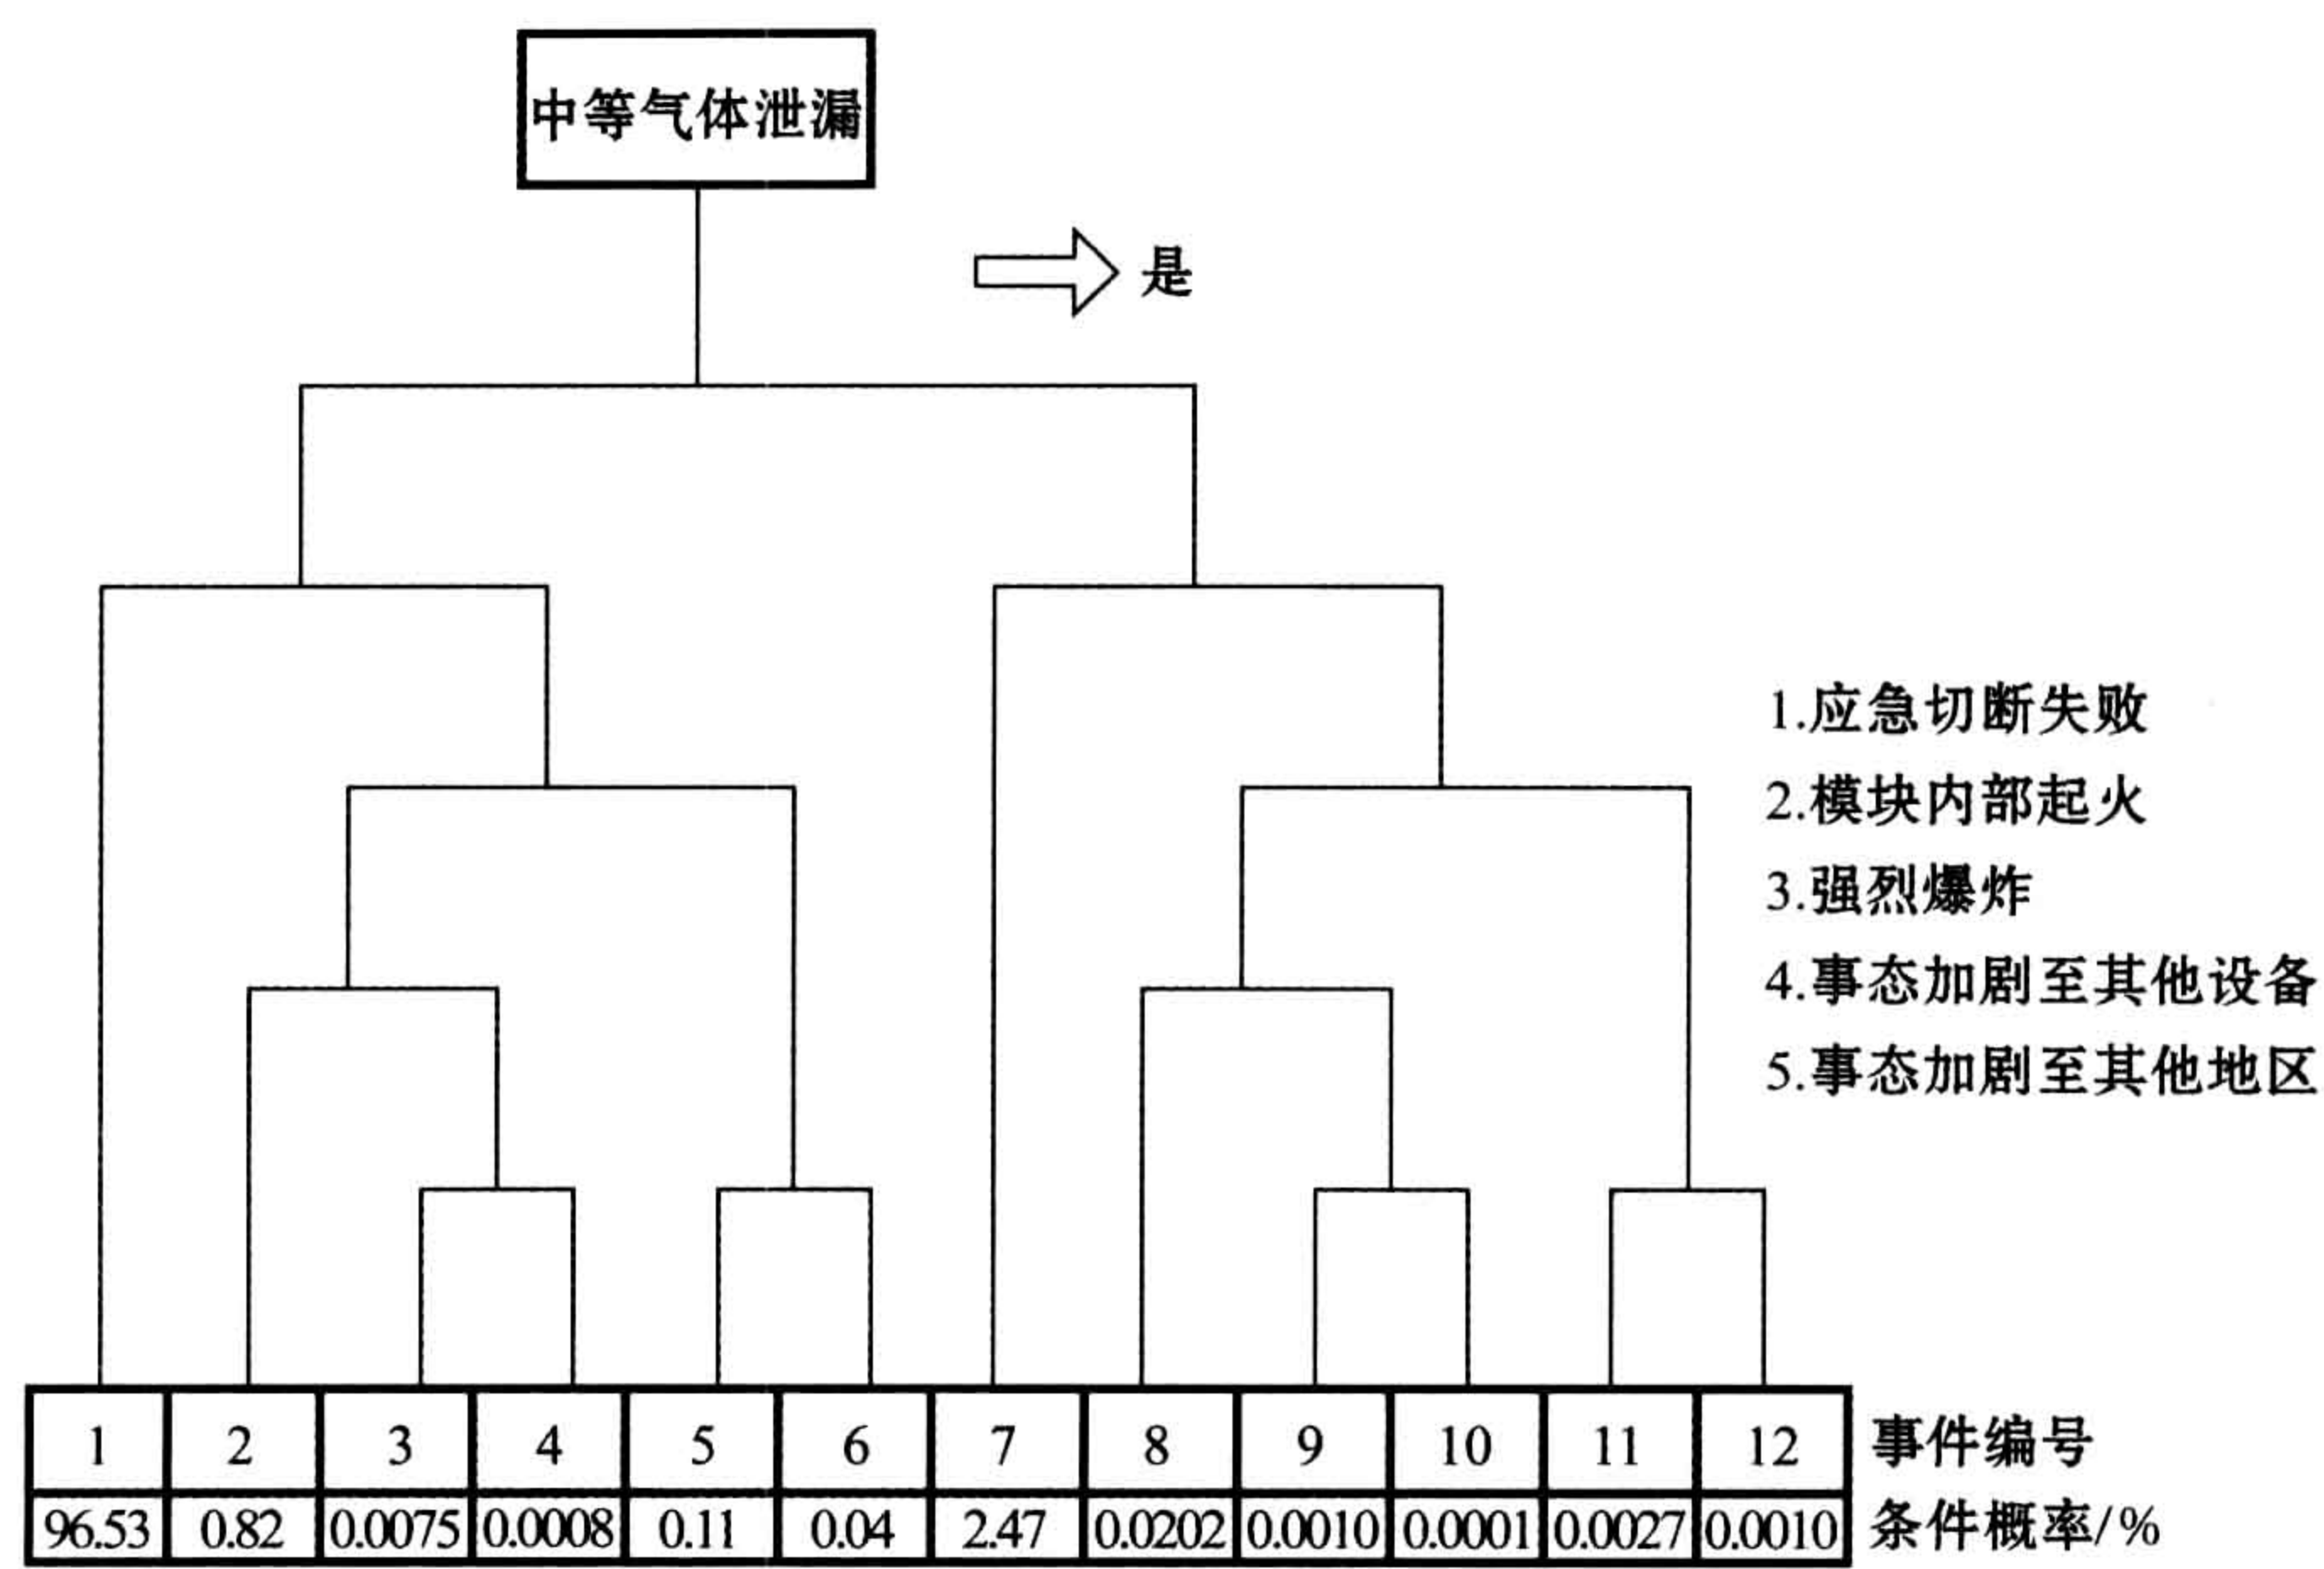 中等气体泄漏
是
1.应急切断失败
2.模块内部起火
3.强烈爆炸
4.事态加剧至其他设备
5.事态加剧至其他地区
1 2 3 4 5 6 7 8 9 10 11 12 事件编号
96.53 0.82 0.0075 0.0008 0.11 0.04 2.47 0.0202 0.0010 0.0001 0.0027 0.0010 条件概率/%